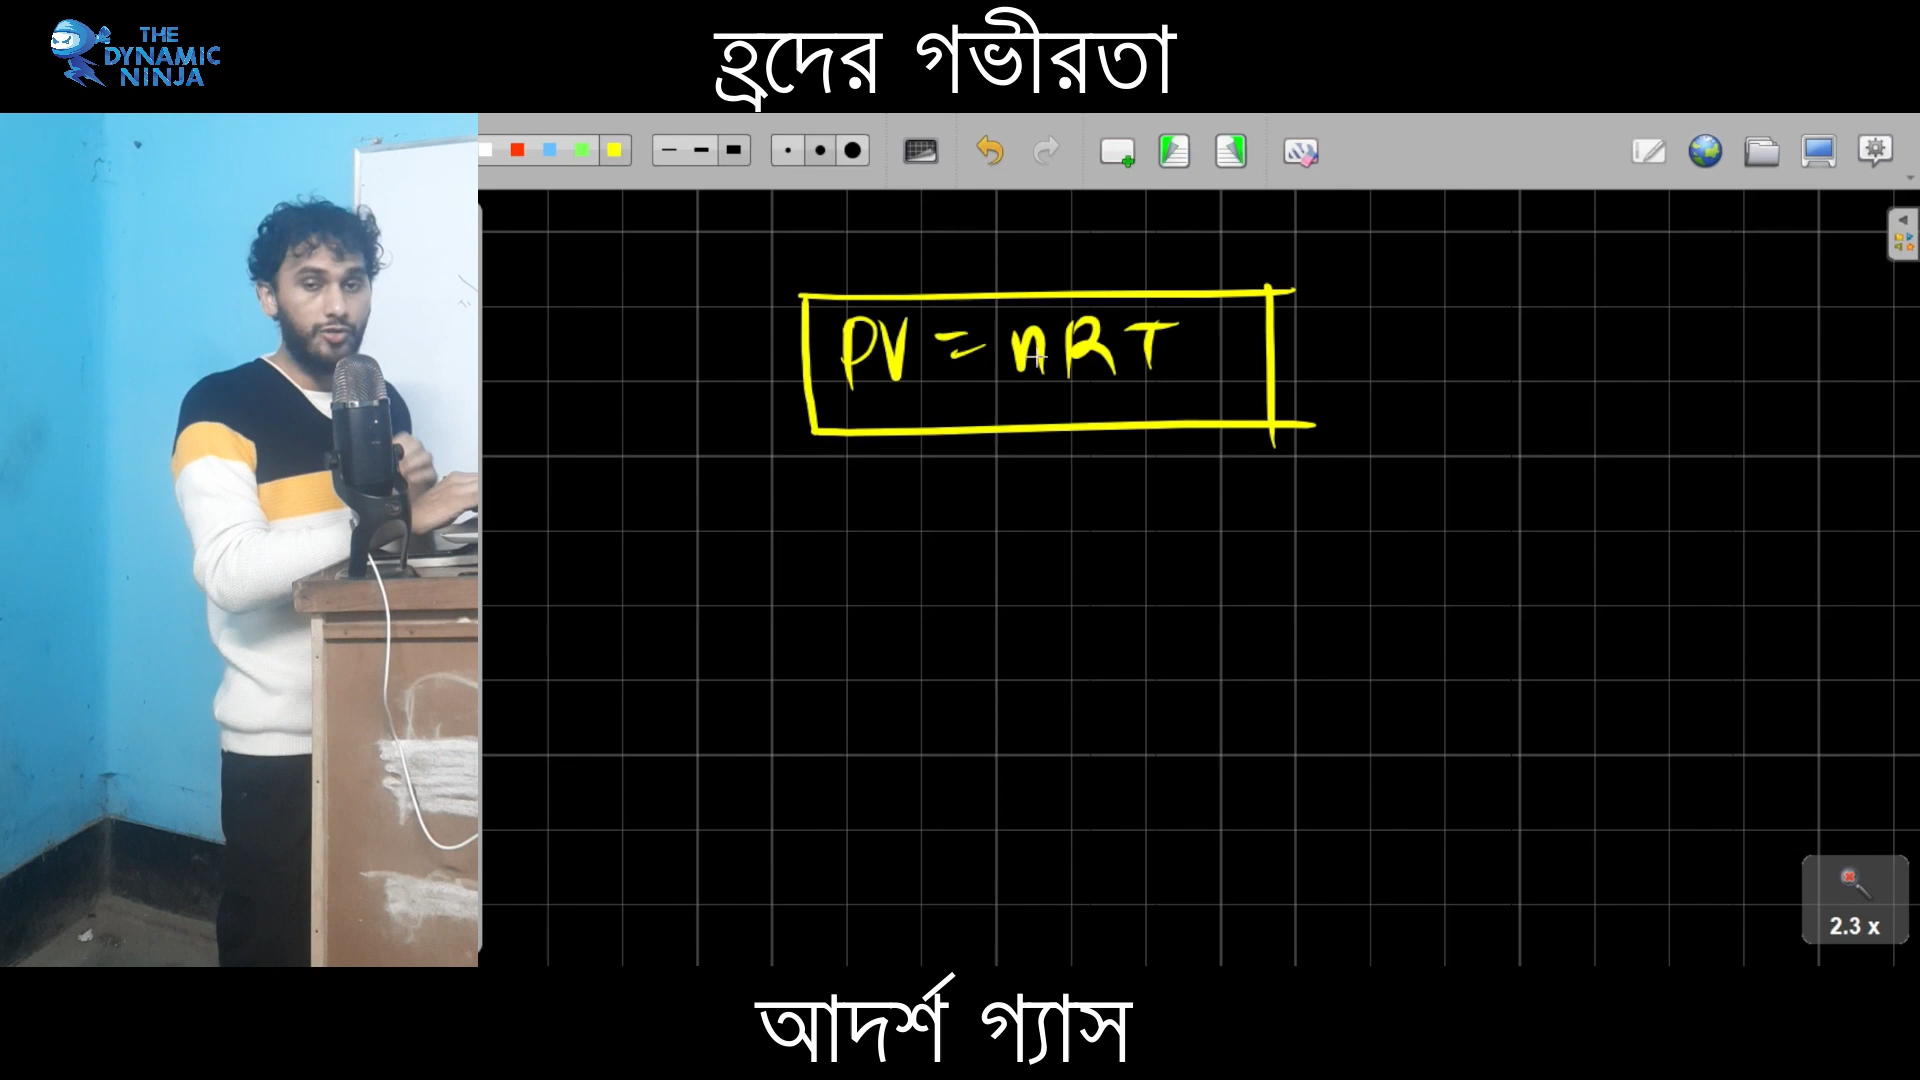 THE
DYNAMIC
NINJA
হ্রদের গভীরতা
PV = nRT
2.3 x
আদর্শ গ্যাস